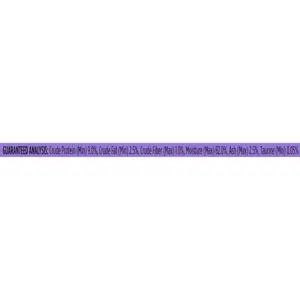 GUARANTEED ANALYSIS: Crude Protein (Min) 9.0%, Crude Fat (Min) 2.5%, Crude Fiber (Max) 1.0%, Moisture (Max) 82.0%, Ash (Max) 2.5%, Taurine (Min) 0.05%